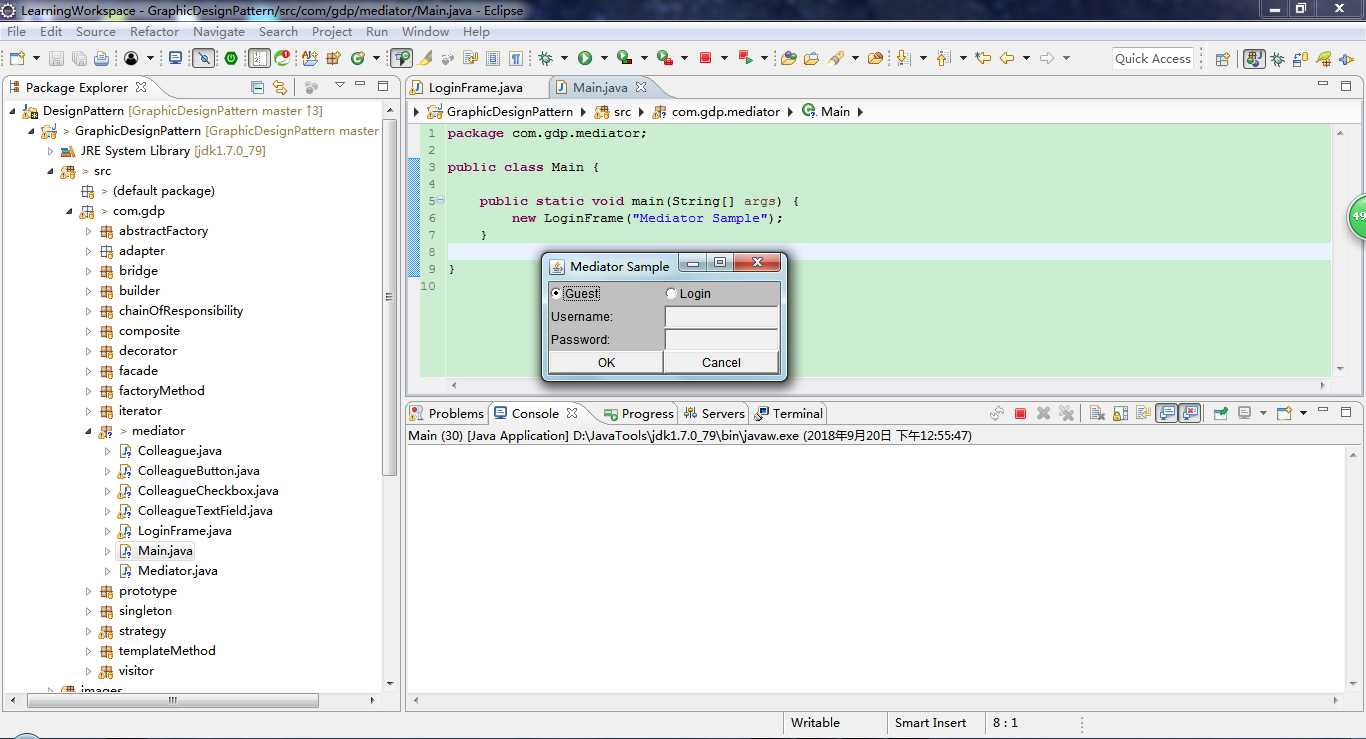 LearningWorkspace - GraphicDesignPattern/src/com/gdp/mediator/Main.java - Eclipse
File Edit Source Refactor Navigate Search Project Run Window Help
Quick Access
Package Explorer
DesignPattern [GraphicDesignPattern master ↑3]
> GraphicDesignPattern [GraphicDesignPattern master
JRE System Library [jdk1.7.0_79]
> src
> (default package)
> com.gdp
abstractFactory
adapter
bridge
builder
chainOfResponsibility
composite
decorator
facade
factoryMethod
iterator
> mediator
Colleague.java
ColleagueButton.java
ColleagueCheckbox.java
ColleagueTextField.java
LoginFrame.java
Main.java
Mediator.java
prototype
singleton
strategy
templateMethod
visitor
images
LoginFrame.java Main.java
GraphicDesignPattern src com.gdp.mediator Main
1 package com.gdp.mediator;
2
3 public class Main {
4
5 public static void main(String[] args) {
6 new LoginFrame("Mediator Sample");
7 }
8
9 }
10
49
Mediator Sample
Guest Login
Username:
Password:
OK Cancel
Problems Console Progress Servers Terminal
Main (30) [Java Application] D:\JavaTools\jdk1.7.0_79\bin\javaw.exe (2018年9月20日 下午12:55:47)
Writable Smart Insert 8 : 1